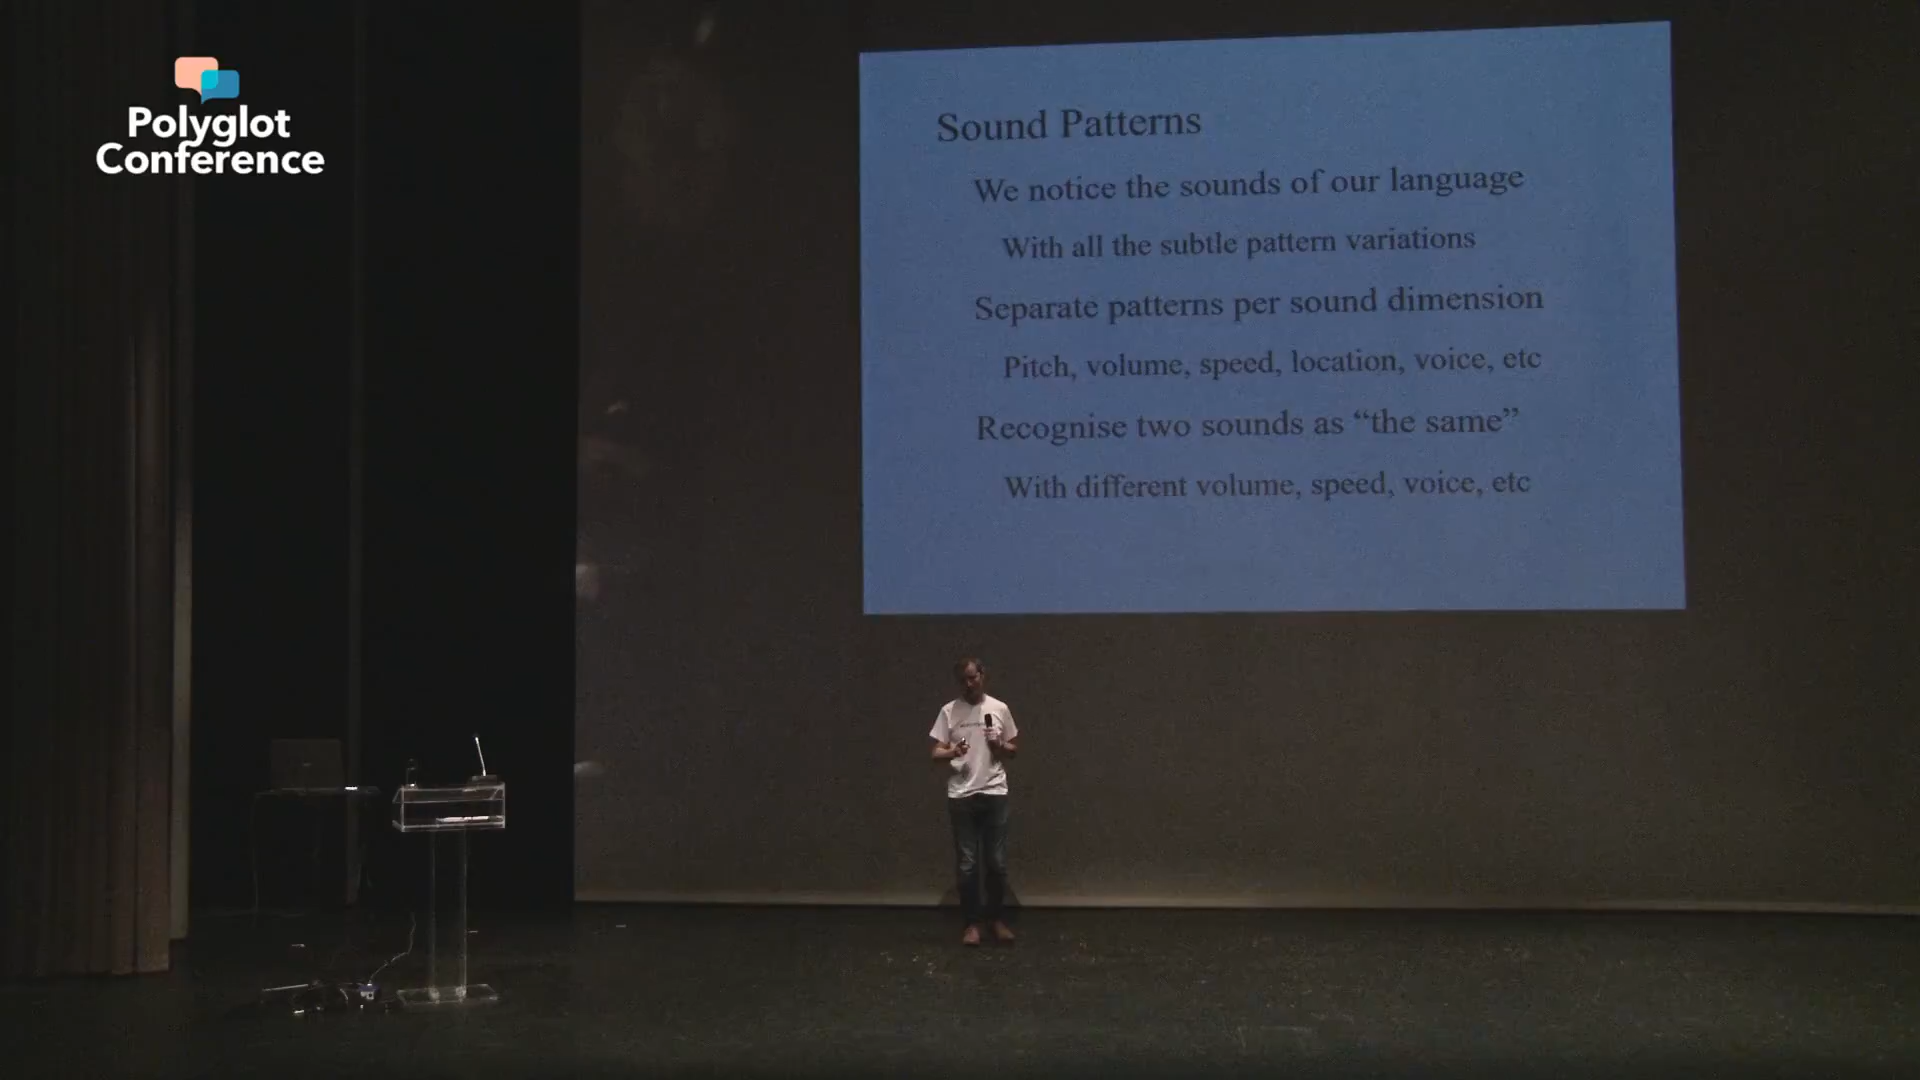 Polyglot
Conference
Sound Patterns
We notice the sounds of our language
With all the subtle pattern variations
Separate patterns per sound dimension
Pitch, volume, speed, location, voice, etc
Recognise two sounds as “the same”
With different volume, speed, voice, etc